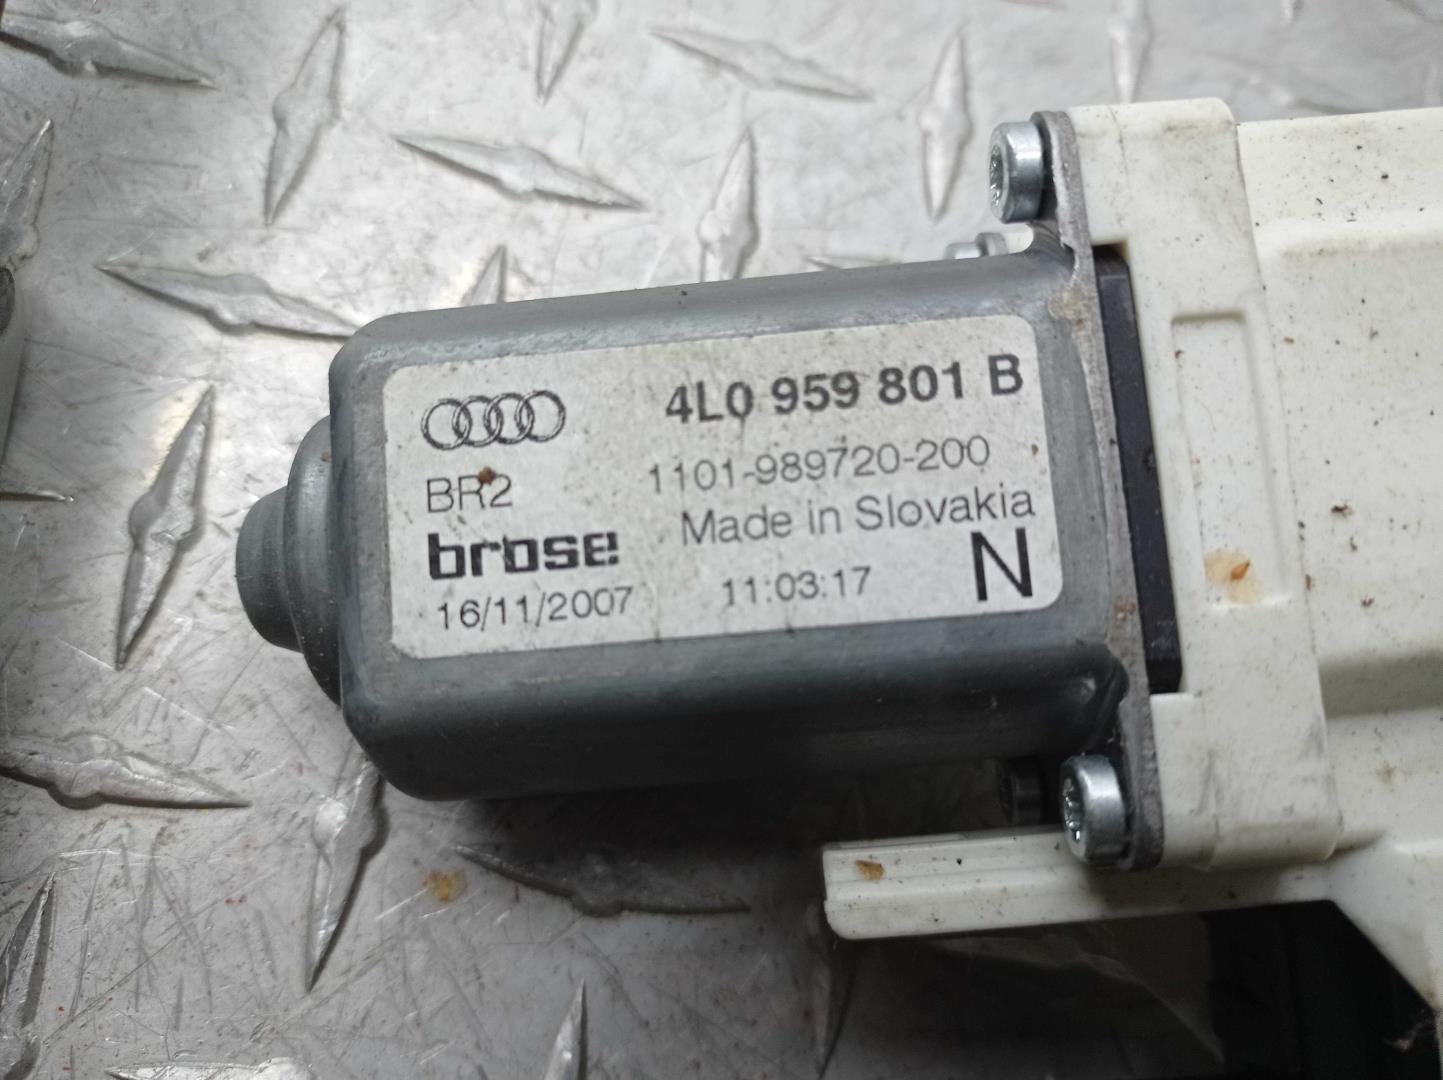 4L0 959 801 B
BR2 1101-989720-200
brose Made in Slovakia
16/11/2007 11:03:17 N